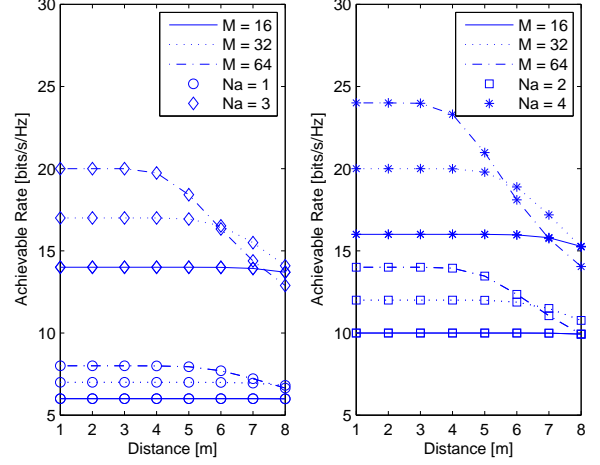 30
25
20
15
10
5
Achievable Rate [bits/s/Hz]
1 2 3 4 5 6 7 8
Distance [m]
M = 16
M = 32
M = 64
Na = 1
Na = 3
30
25
20
15
10
5
Achievable Rate [bits/s/Hz]
1 2 3 4 5 6 7 8
Distance [m]
M = 16
M = 32
M = 64
Na = 2
Na = 4